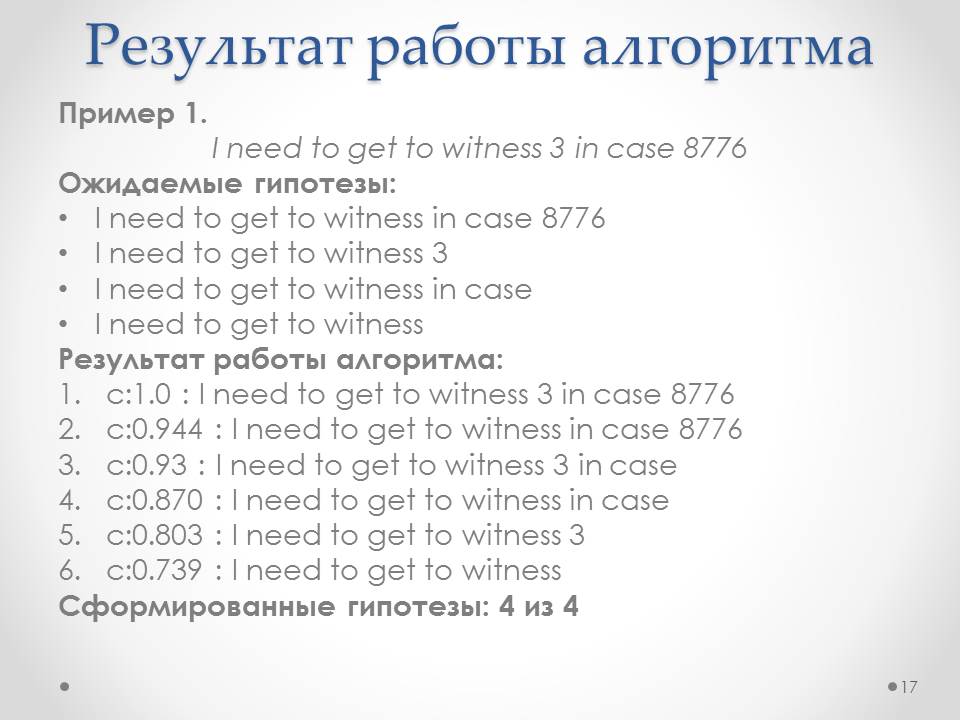 Результат работы алгоритма
Пример 1.
I need to get to witness 3 in case 8776
Ожидаемые гипотезы:
• I need to get to witness in case 8776
• I need to get to witness 3
• I need to get to witness in case
• I need to get to witness
Результат работы алгоритма:
1. c:1.0 : I need to get to witness 3 in case 8776
2. c:0.944 : I need to get to witness in case 8776
3. c:0.93 : I need to get to witness 3 in case
4. c:0.870 : I need to get to witness in case
5. c:0.803 : I need to get to witness 3
6. c:0.739 : I need to get to witness
Сформированные гипотезы: 4 из 4
17